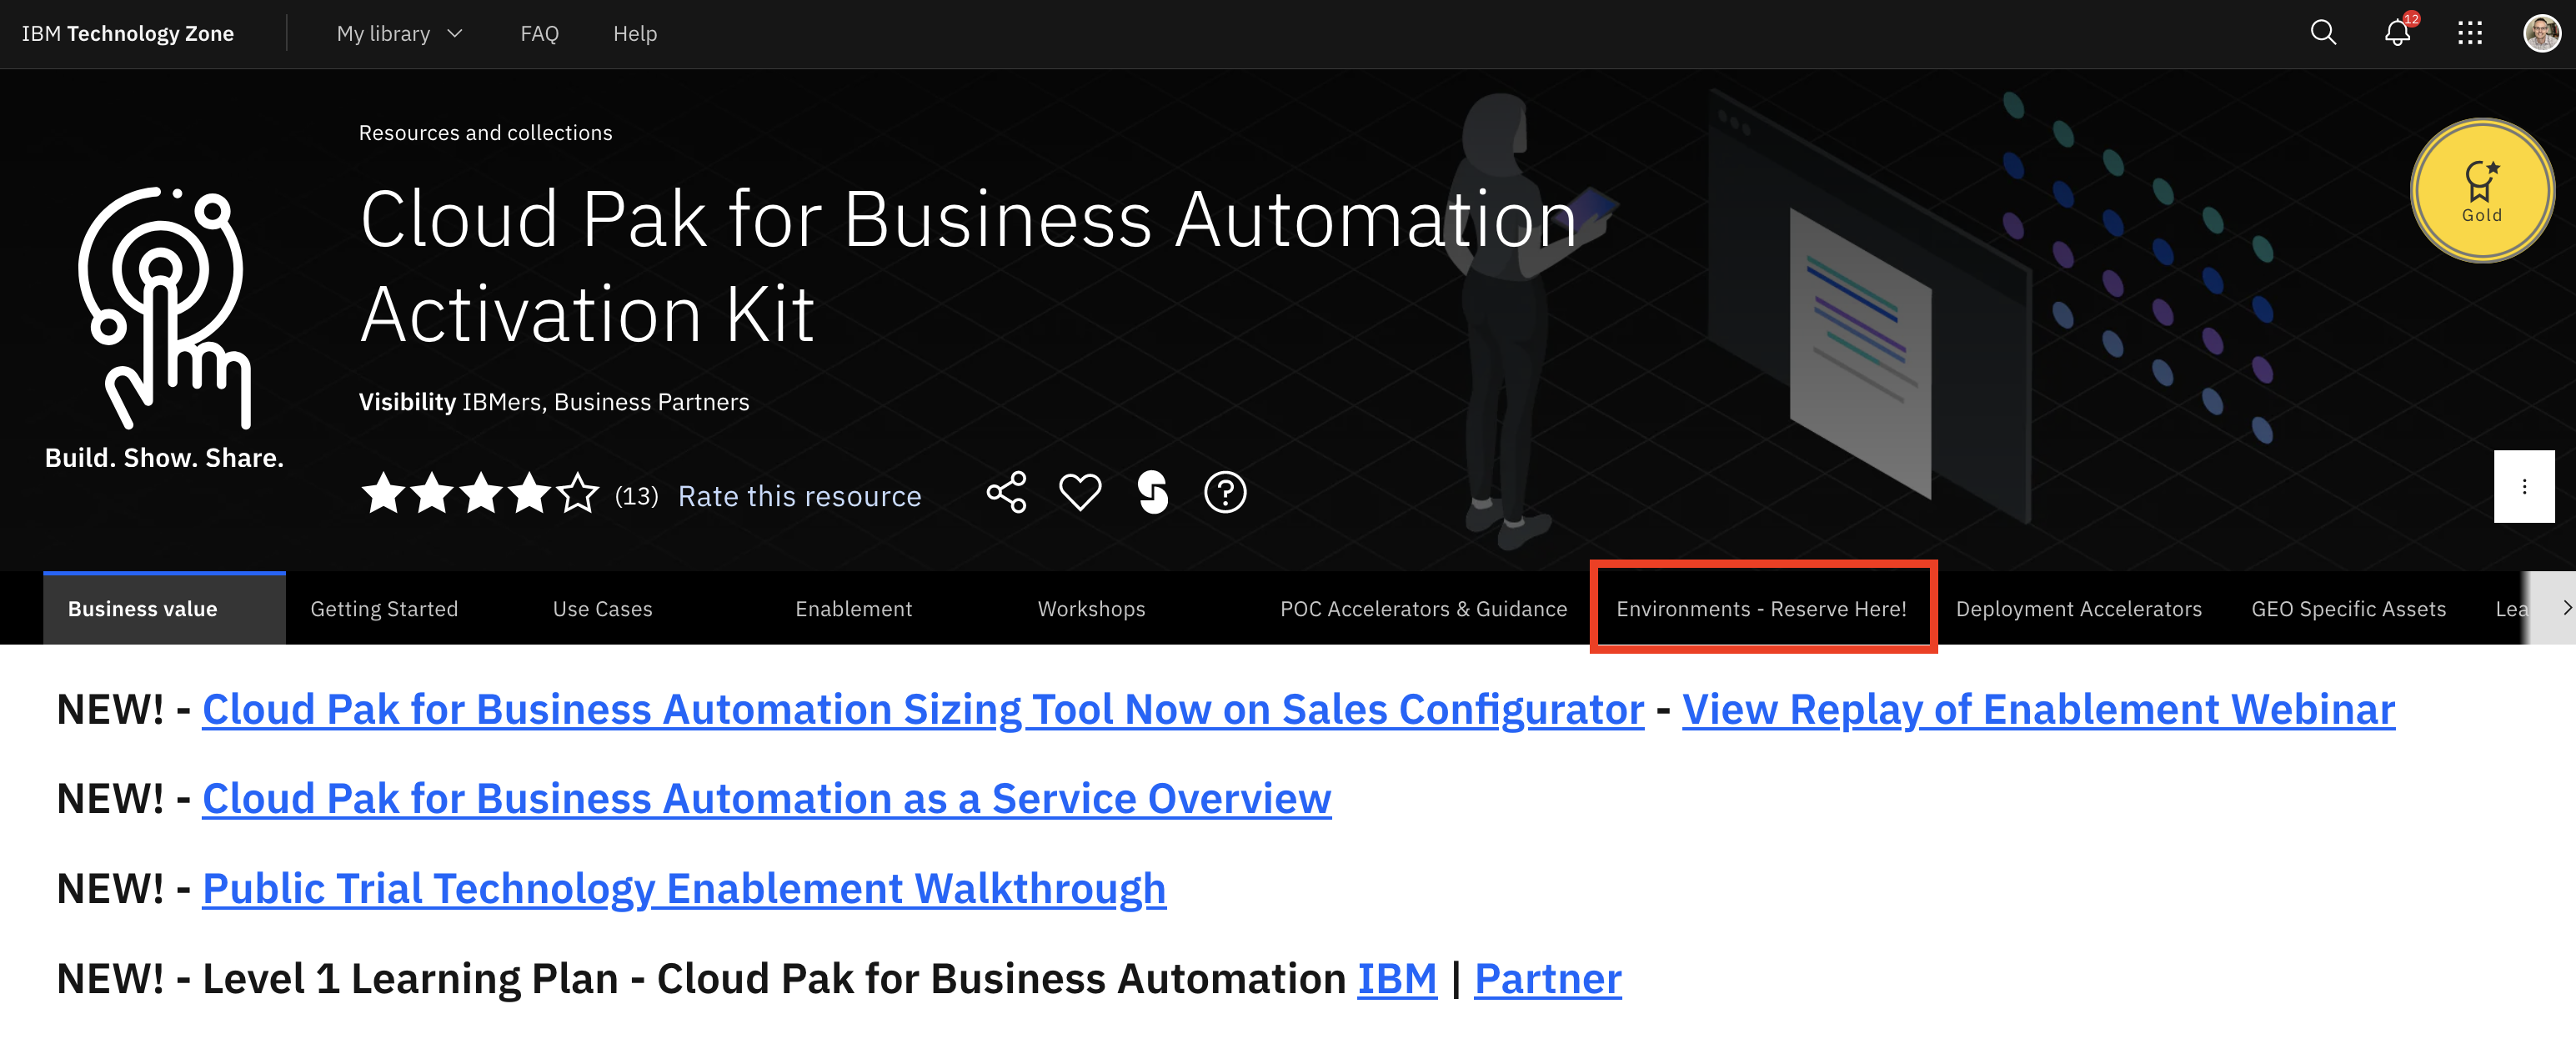 IBM Technology Zone
My library
FAQ
Help
12
Resources and collections
Cloud Pak for Business Automation
Activation Kit
Gold
Visibility IBMers, Business Partners
Build. Show. Share.
(13) Rate this resource
Business value
Getting Started
Use Cases
Enablement
Workshops
POC Accelerators & Guidance
Environments - Reserve Here!
Deployment Accelerators
GEO Specific Assets
Lea
NEW! - Cloud Pak for Business Automation Sizing Tool Now on Sales Configurator - View Replay of Enablement Webinar
NEW! - Cloud Pak for Business Automation as a Service Overview
NEW! - Public Trial Technology Enablement Walkthrough
NEW! - Level 1 Learning Plan - Cloud Pak for Business Automation IBM | Partner